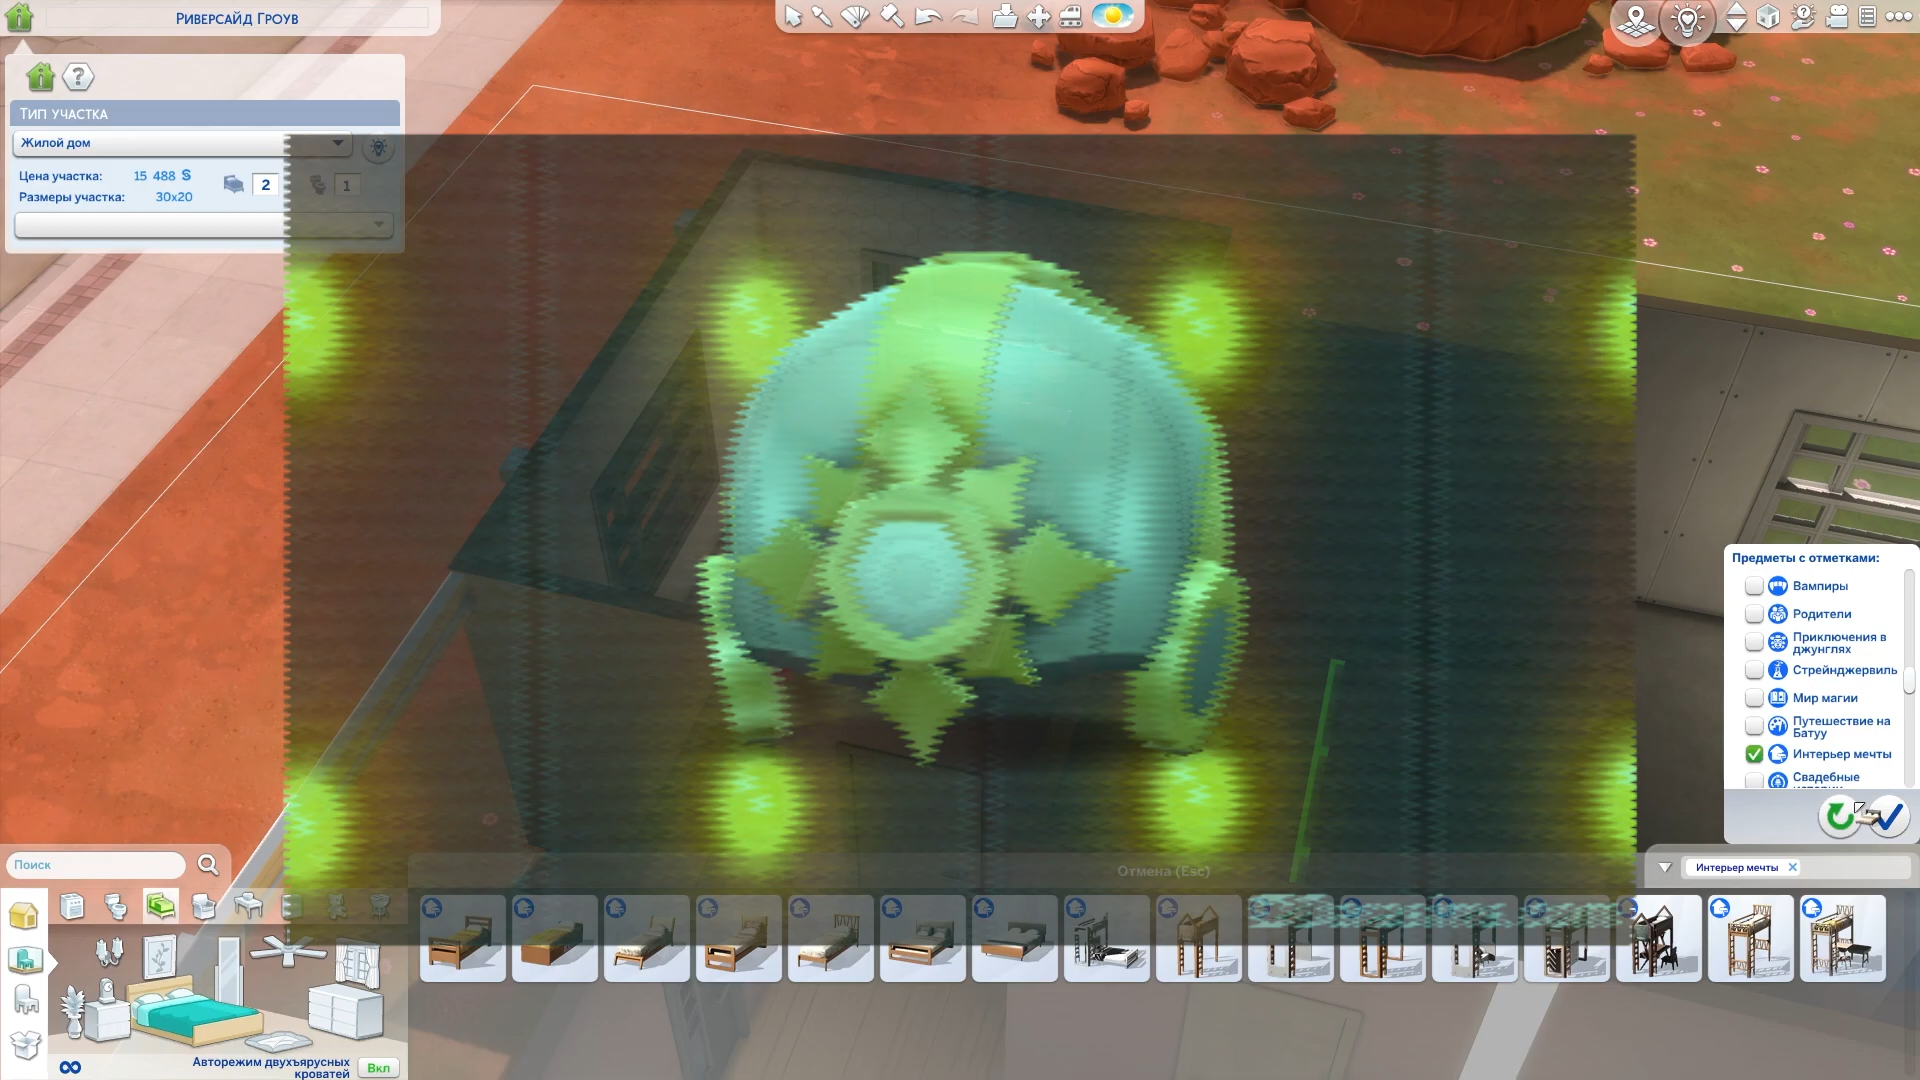 Риверсайд Гроув
Тип участка
Жилой дом
Цена участка: 15 488 S
2
1
Размеры участка: 30x20
Предметы с отметками:
Вампиры
Родители
Приключения в
джунглях
Стрейнджервиль
Мир магии
Путешествие на
Батуу
Интерьер мечты
Свадебные
Поиск
Отмена (Esc)
Интерьер мечты
Авторежим двухъярусных
кроватей
Вкл